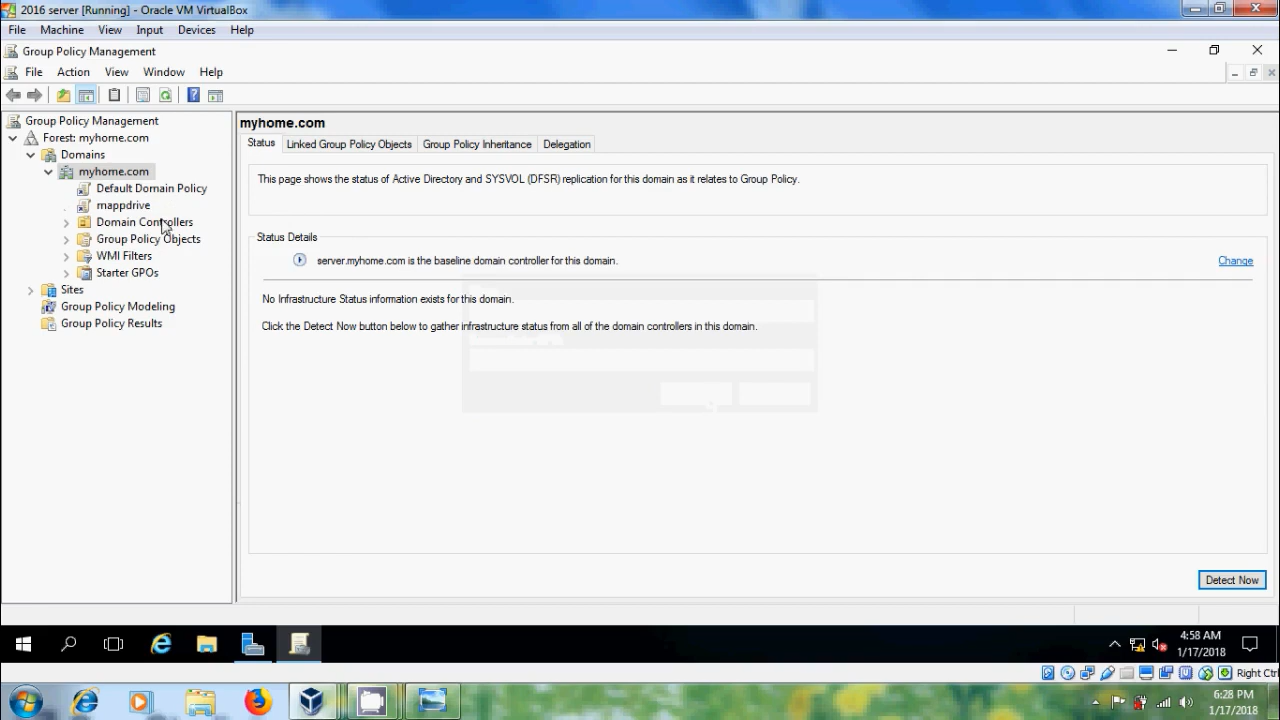 2016 server [Running] - Oracle VM VirtualBox
File Machine View Input Devices Help
Group Policy Management
File Action View Window Help
Group Policy Management
Forest: myhome.com
Domains
myhome.com
Default Domain Policy
mappdrive
Domain Controllers
Group Policy Objects
WMI Filters
Starter GPOs
Sites
Group Policy Modeling
Group Policy Results
myhome.com
Status Linked Group Policy Objects Group Policy Inheritance Delegation
This page shows the status of Active Directory and SYSVOL (DFSR) replication for this domain as it relates to Group Policy.
Status Details
server.myhome.com is the baseline domain controller for this domain. Change
No Infrastructure Status information exists for this domain.
Click the Detect Now button below to gather infrastructure status from all of the domain controllers in this domain.
Detect Now
4:58 AM
1/17/2018
Right Ctrl
6:28 PM
1/17/2018